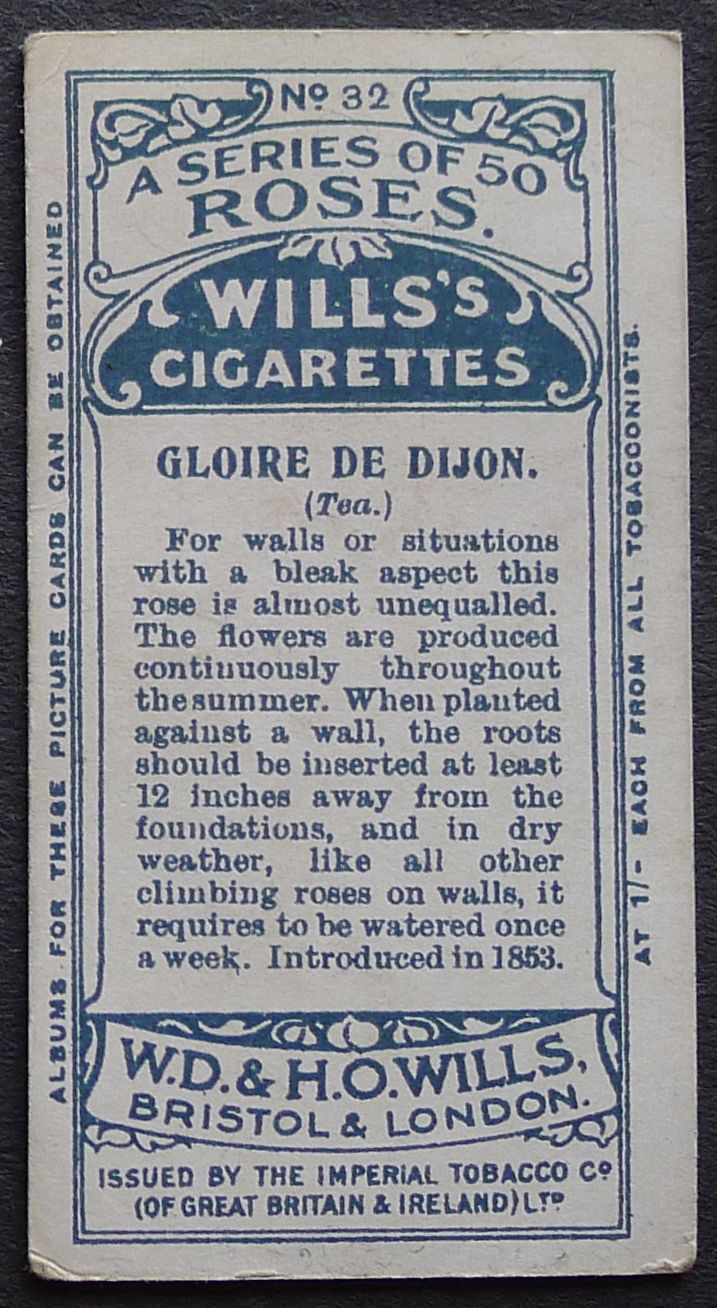 Nº 32
A SERIES OF 50
ROSES.
WILLS'S
CIGARETTES
GLOIRE DE DIJON.
(Tea.)
For walls or situations
with a bleak aspect this
rose is almost unequalled.
The flowers are produced
continuously throughout
the summer. When planted
against a wall, the roots
should be inserted at least
12 inches away from the
foundations, and in dry
weather, like all other
climbing roses on walls, it
requires to be watered once
a week. Introduced in 1853.
W.D. & H.O. WILLS,
BRISTOL & LONDON.
ISSUED BY THE IMPERIAL TOBACCO Cº
(OF GREAT BRITAIN & IRELAND) LTD
ALBUMS FOR THESE PICTURE CARDS CAN BE OBTAINED
AT 1/- EACH FROM ALL TOBACCONISTS.